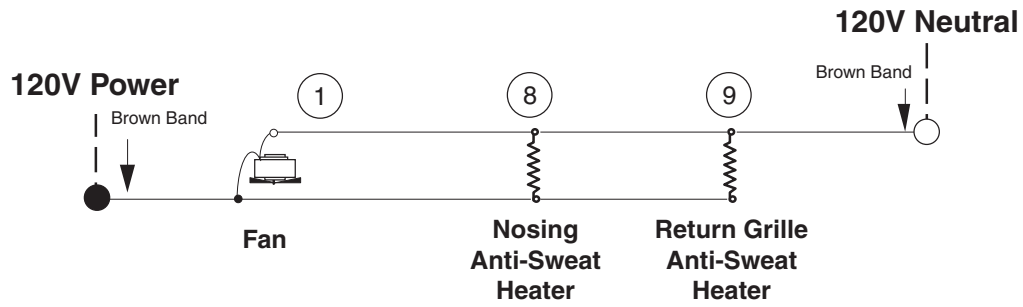 120V Neutral
120V Power
Brown Band
Brown Band
1
8
9
Fan
Nosing
Anti-Sweat
Heater
Return Grille
Anti-Sweat
Heater